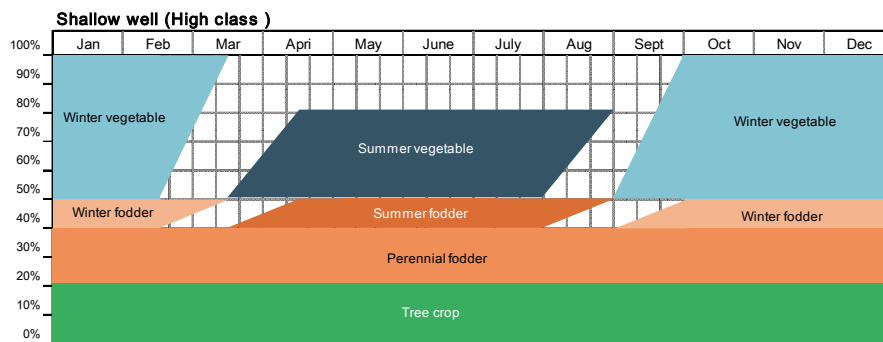 Shallow well (High class )
100% Jan Feb Mar Apri May June July Aug Sept Oct Nov Dec
90%
80%
Winter vegetable Winter vegetable
70%
Summer vegetable
60%
50%
Winter fodder Summer fodder Winter fodder
40%
30%
Perennial fodder
20%
10%
Tree crop
0%